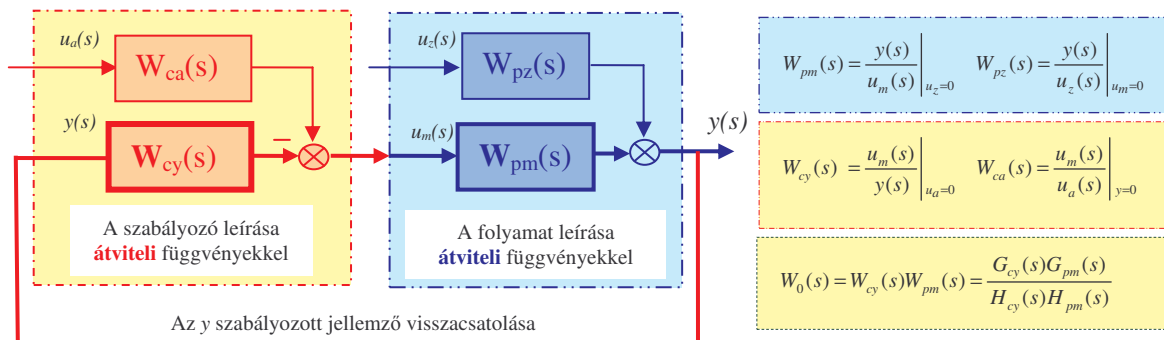 u_a(s)
W_ca(s)
y(s)
W_cy(s)
−
A szabályozó leírása
átviteli függvényekkel
u_z(s)
W_pz(s)
u_m(s)
W_pm(s)
y(s)
A folyamat leírása
átviteli függvényekkel
Az y szabályozott jellemző visszacsatolása
W_pm(s) = y(s)/u_m(s) |_{u_z=0} W_pz(s) = y(s)/u_z(s) |_{u_m=0}
W_cy(s) = u_m(s)/y(s) |_{u_a=0} W_ca(s) = u_m(s)/u_a(s) |_{y=0}
W_0(s) = W_cy(s)W_pm(s) = G_cy(s)G_pm(s)/H_cy(s)H_pm(s)